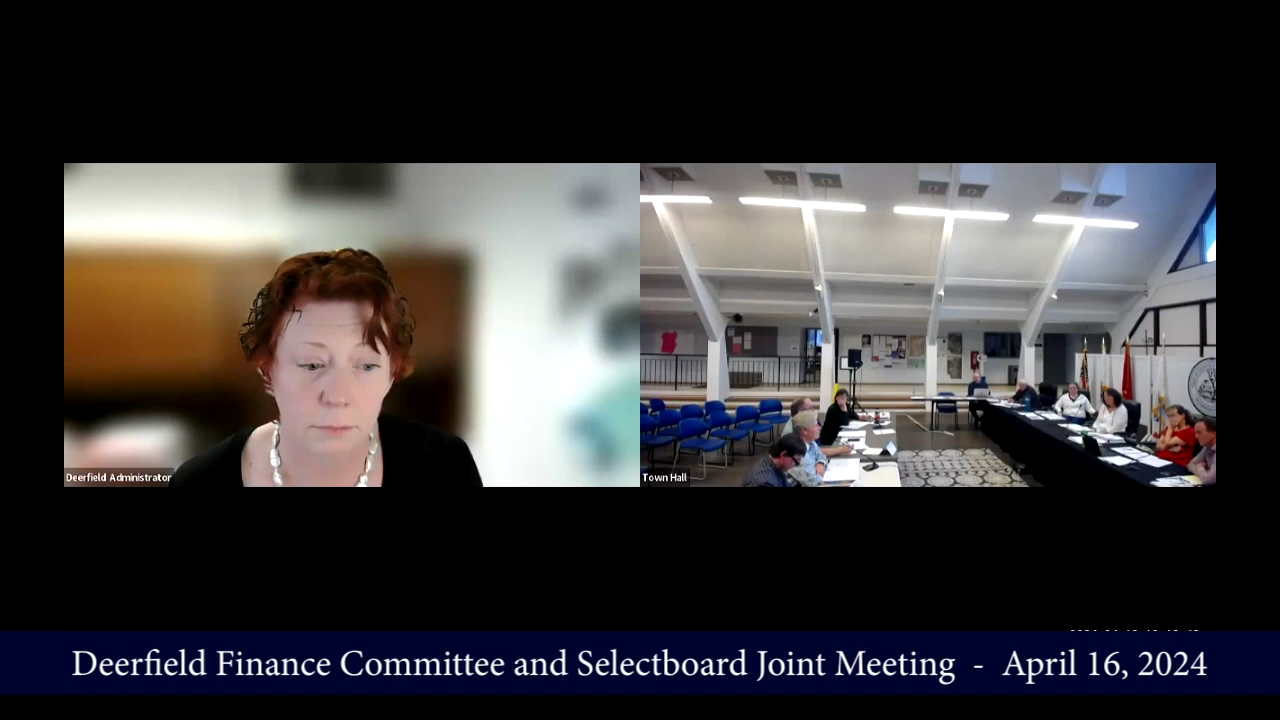 Deerfield Administrator
Town Hall
Deerfield Finance Committee and Selectboard Joint Meeting - April 16, 2024